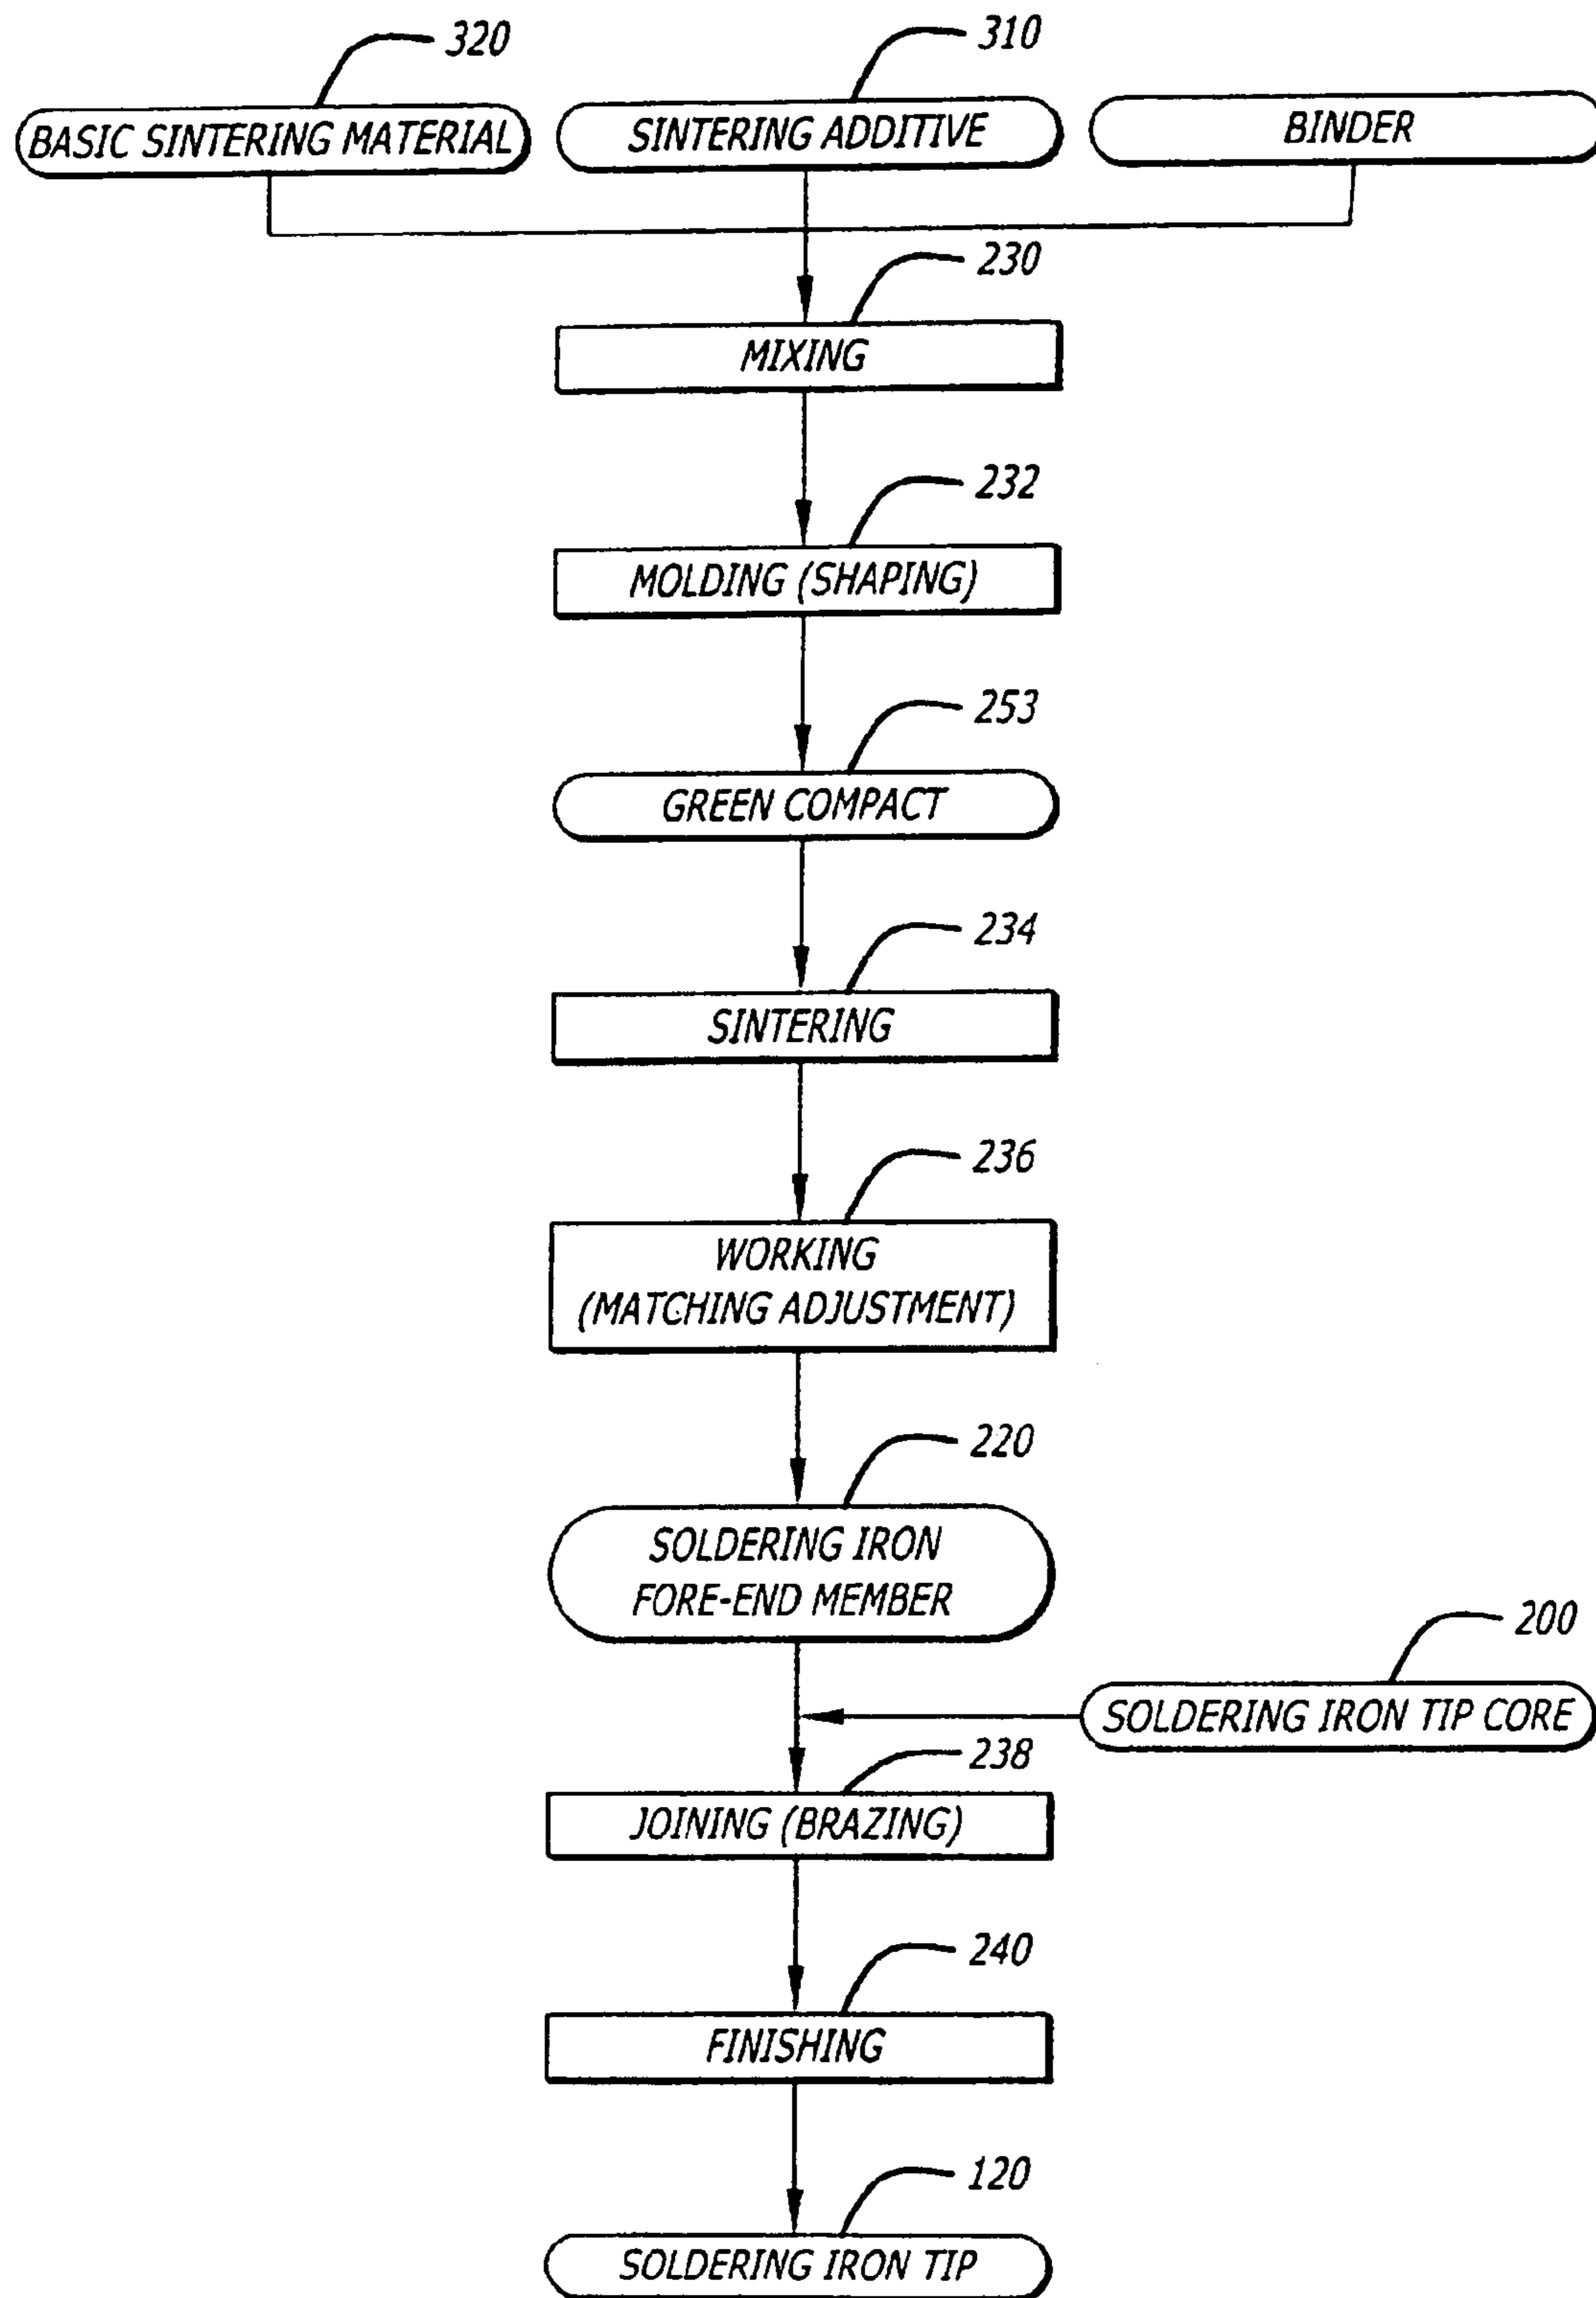 320
310
BASIC SINTERING MATERIAL
SINTERING ADDITIVE
BINDER
230
MIXING
232
MOLDING (SHAPING)
253
GREEN COMPACT
234
SINTERING
236
WORKING
(MATCHING ADJUSTMENT)
220
SOLDERING IRON
FORE-END MEMBER
200
SOLDERING IRON TIP CORE
238
JOINING (BRAZING)
240
FINISHING
120
SOLDERING IRON TIP